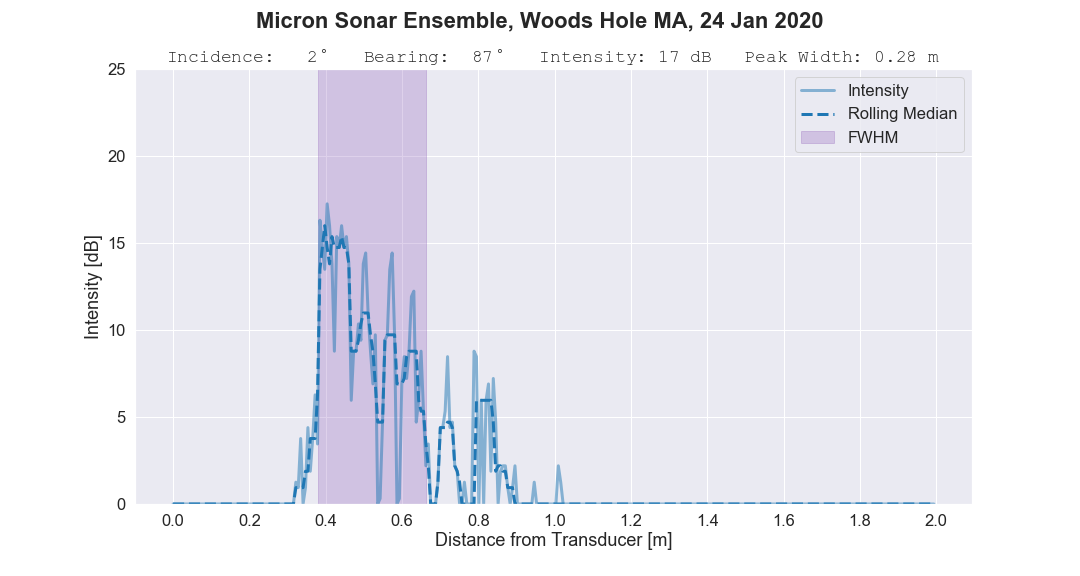 Micron Sonar Ensemble, Woods Hole MA, 24 Jan 2020
Incidence: 2° Bearing: 87° Intensity: 17 dB Peak Width: 0.28 m
25
20
15
10
5
0
Intensity [dB]
Intensity
Rolling Median
FWHM
0.0 0.2 0.4 0.6 0.8 1.0 1.2 1.4 1.6 1.8 2.0
Distance from Transducer [m]